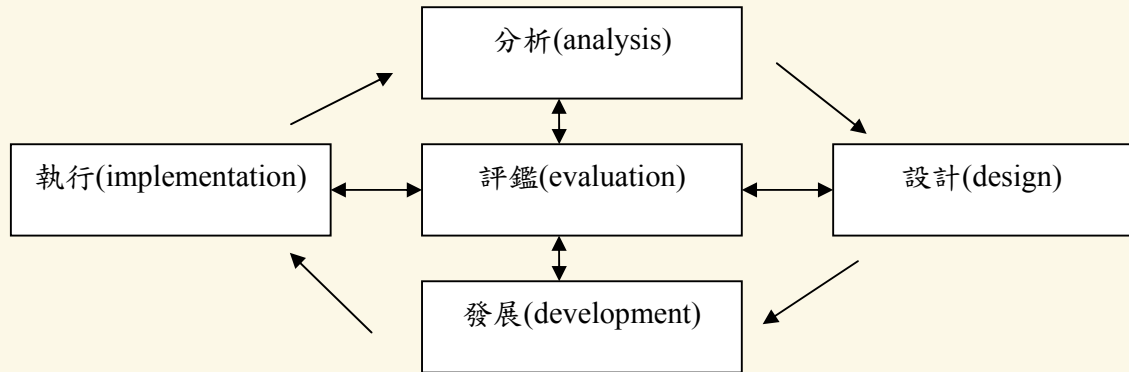 分析(analysis)
執行(implementation)
評鑑(evaluation)
設計(design)
發展(development)